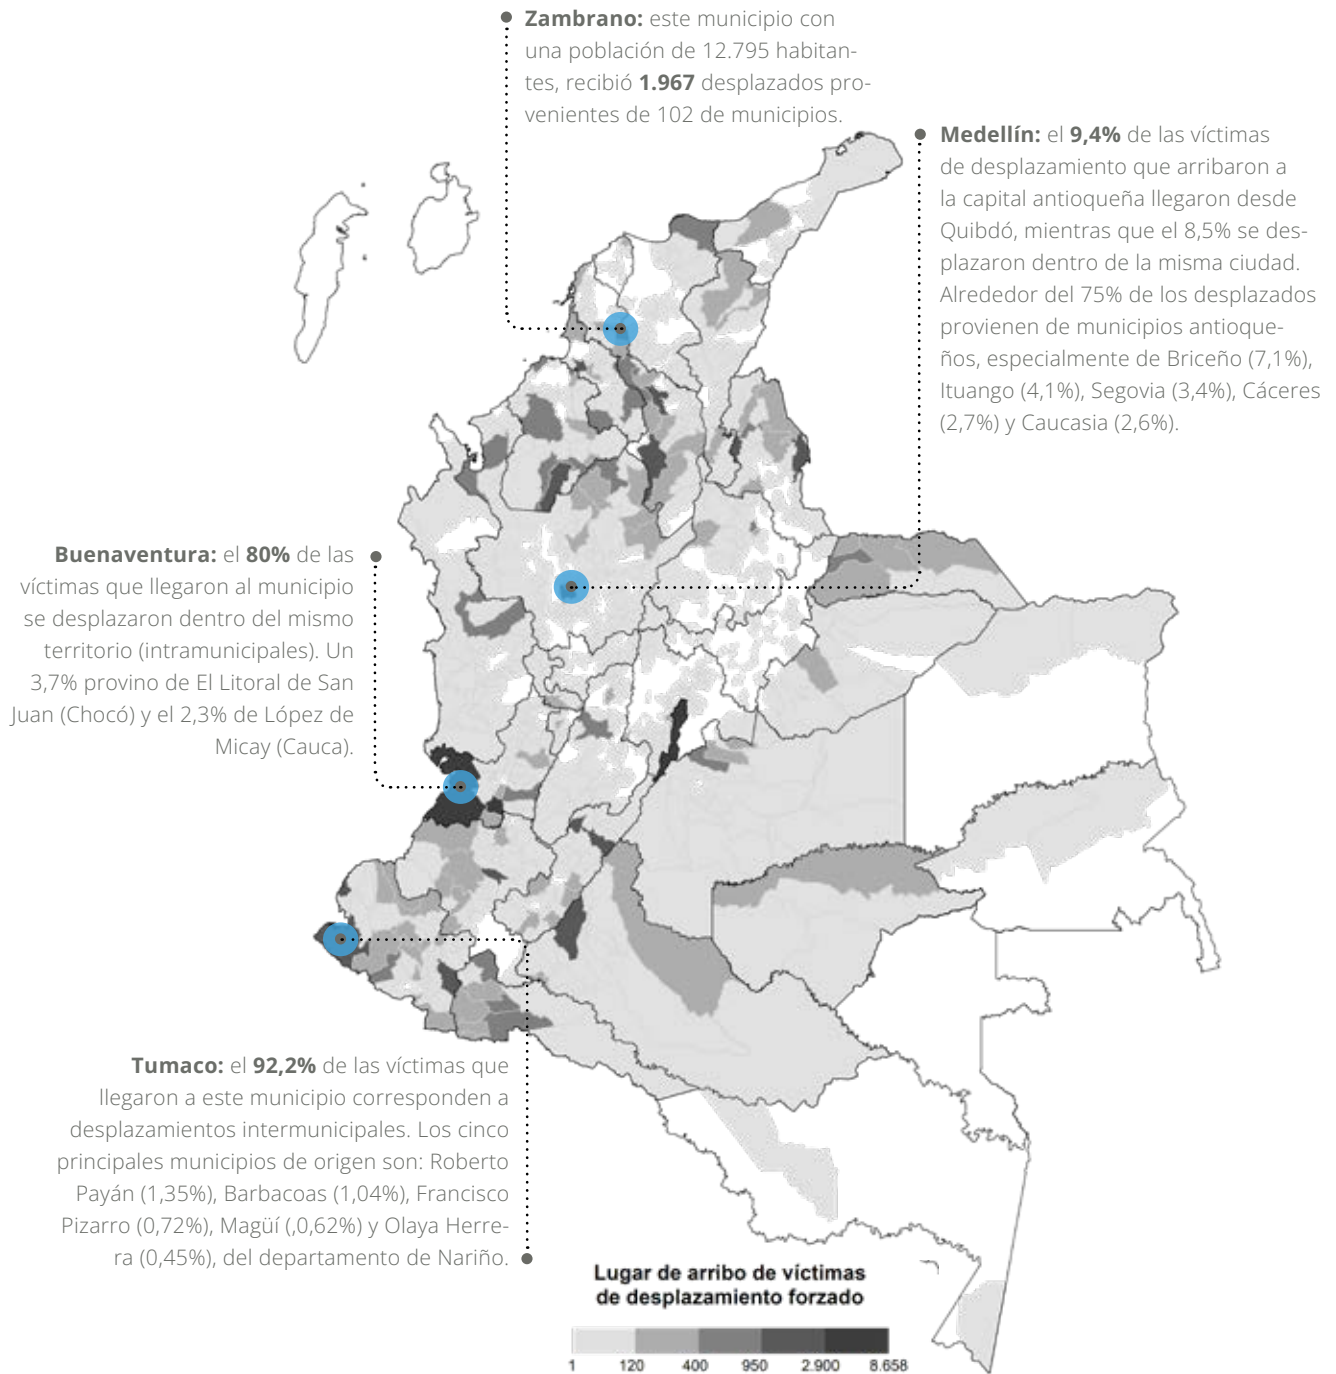 Zambrano: este municipio con
una población de 12.795 habitan-
tes, recibió 1.967 desplazados pro-
venientes de 102 de municipios.
Medellín: el 9,4% de las víctimas
de desplazamiento que arribaron a
la capital antioqueña llegaron desde
Quibdó, mientras que el 8,5% se des-
plazaron dentro de la misma ciudad.
Alrededor del 75% de los desplazados
provienen de municipios antioque-
ños, especialmente de Briceño (7,1%),
Ituango (4,1%), Segovia (3,4%), Cáceres
(2,7%) y Caucasia (2,6%).
Buenaventura: el 80% de las
víctimas que llegaron al municipio
se desplazaron dentro del mismo
territorio (intramunicipales). Un
3,7% provino de El Litoral de San
Juan (Chocó) y el 2,3% de López de
Micay (Cauca).
Tumaco: el 92,2% de las víctimas que
llegaron a este municipio corresponden a
desplazamientos intermunicipales. Los cinco
principales municipios de origen son: Roberto
Payán (1,35%), Barbacoas (1,04%), Francisco
Pizarro (0,72%), Magüí (,0,62%) y Olaya Herre-
ra (0,45%), del departamento de Nariño.
Lugar de arribo de víctimas
de desplazamiento forzado
1 120 400 950 2.900 8.658